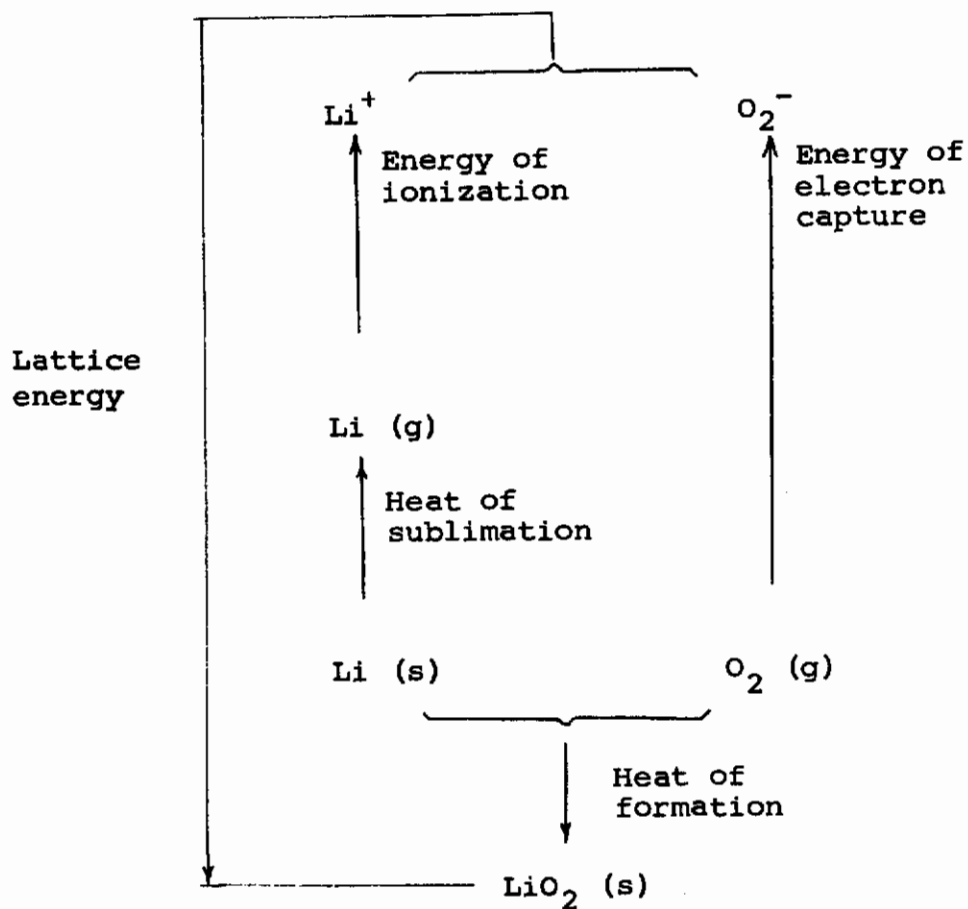 Li⁺
O₂⁻
Energy of
ionization
Energy of
electron
capture
Lattice
energy
Li (g)
Heat of
sublimation
Li (s)
O₂ (g)
Heat of
formation
LiO₂ (s)